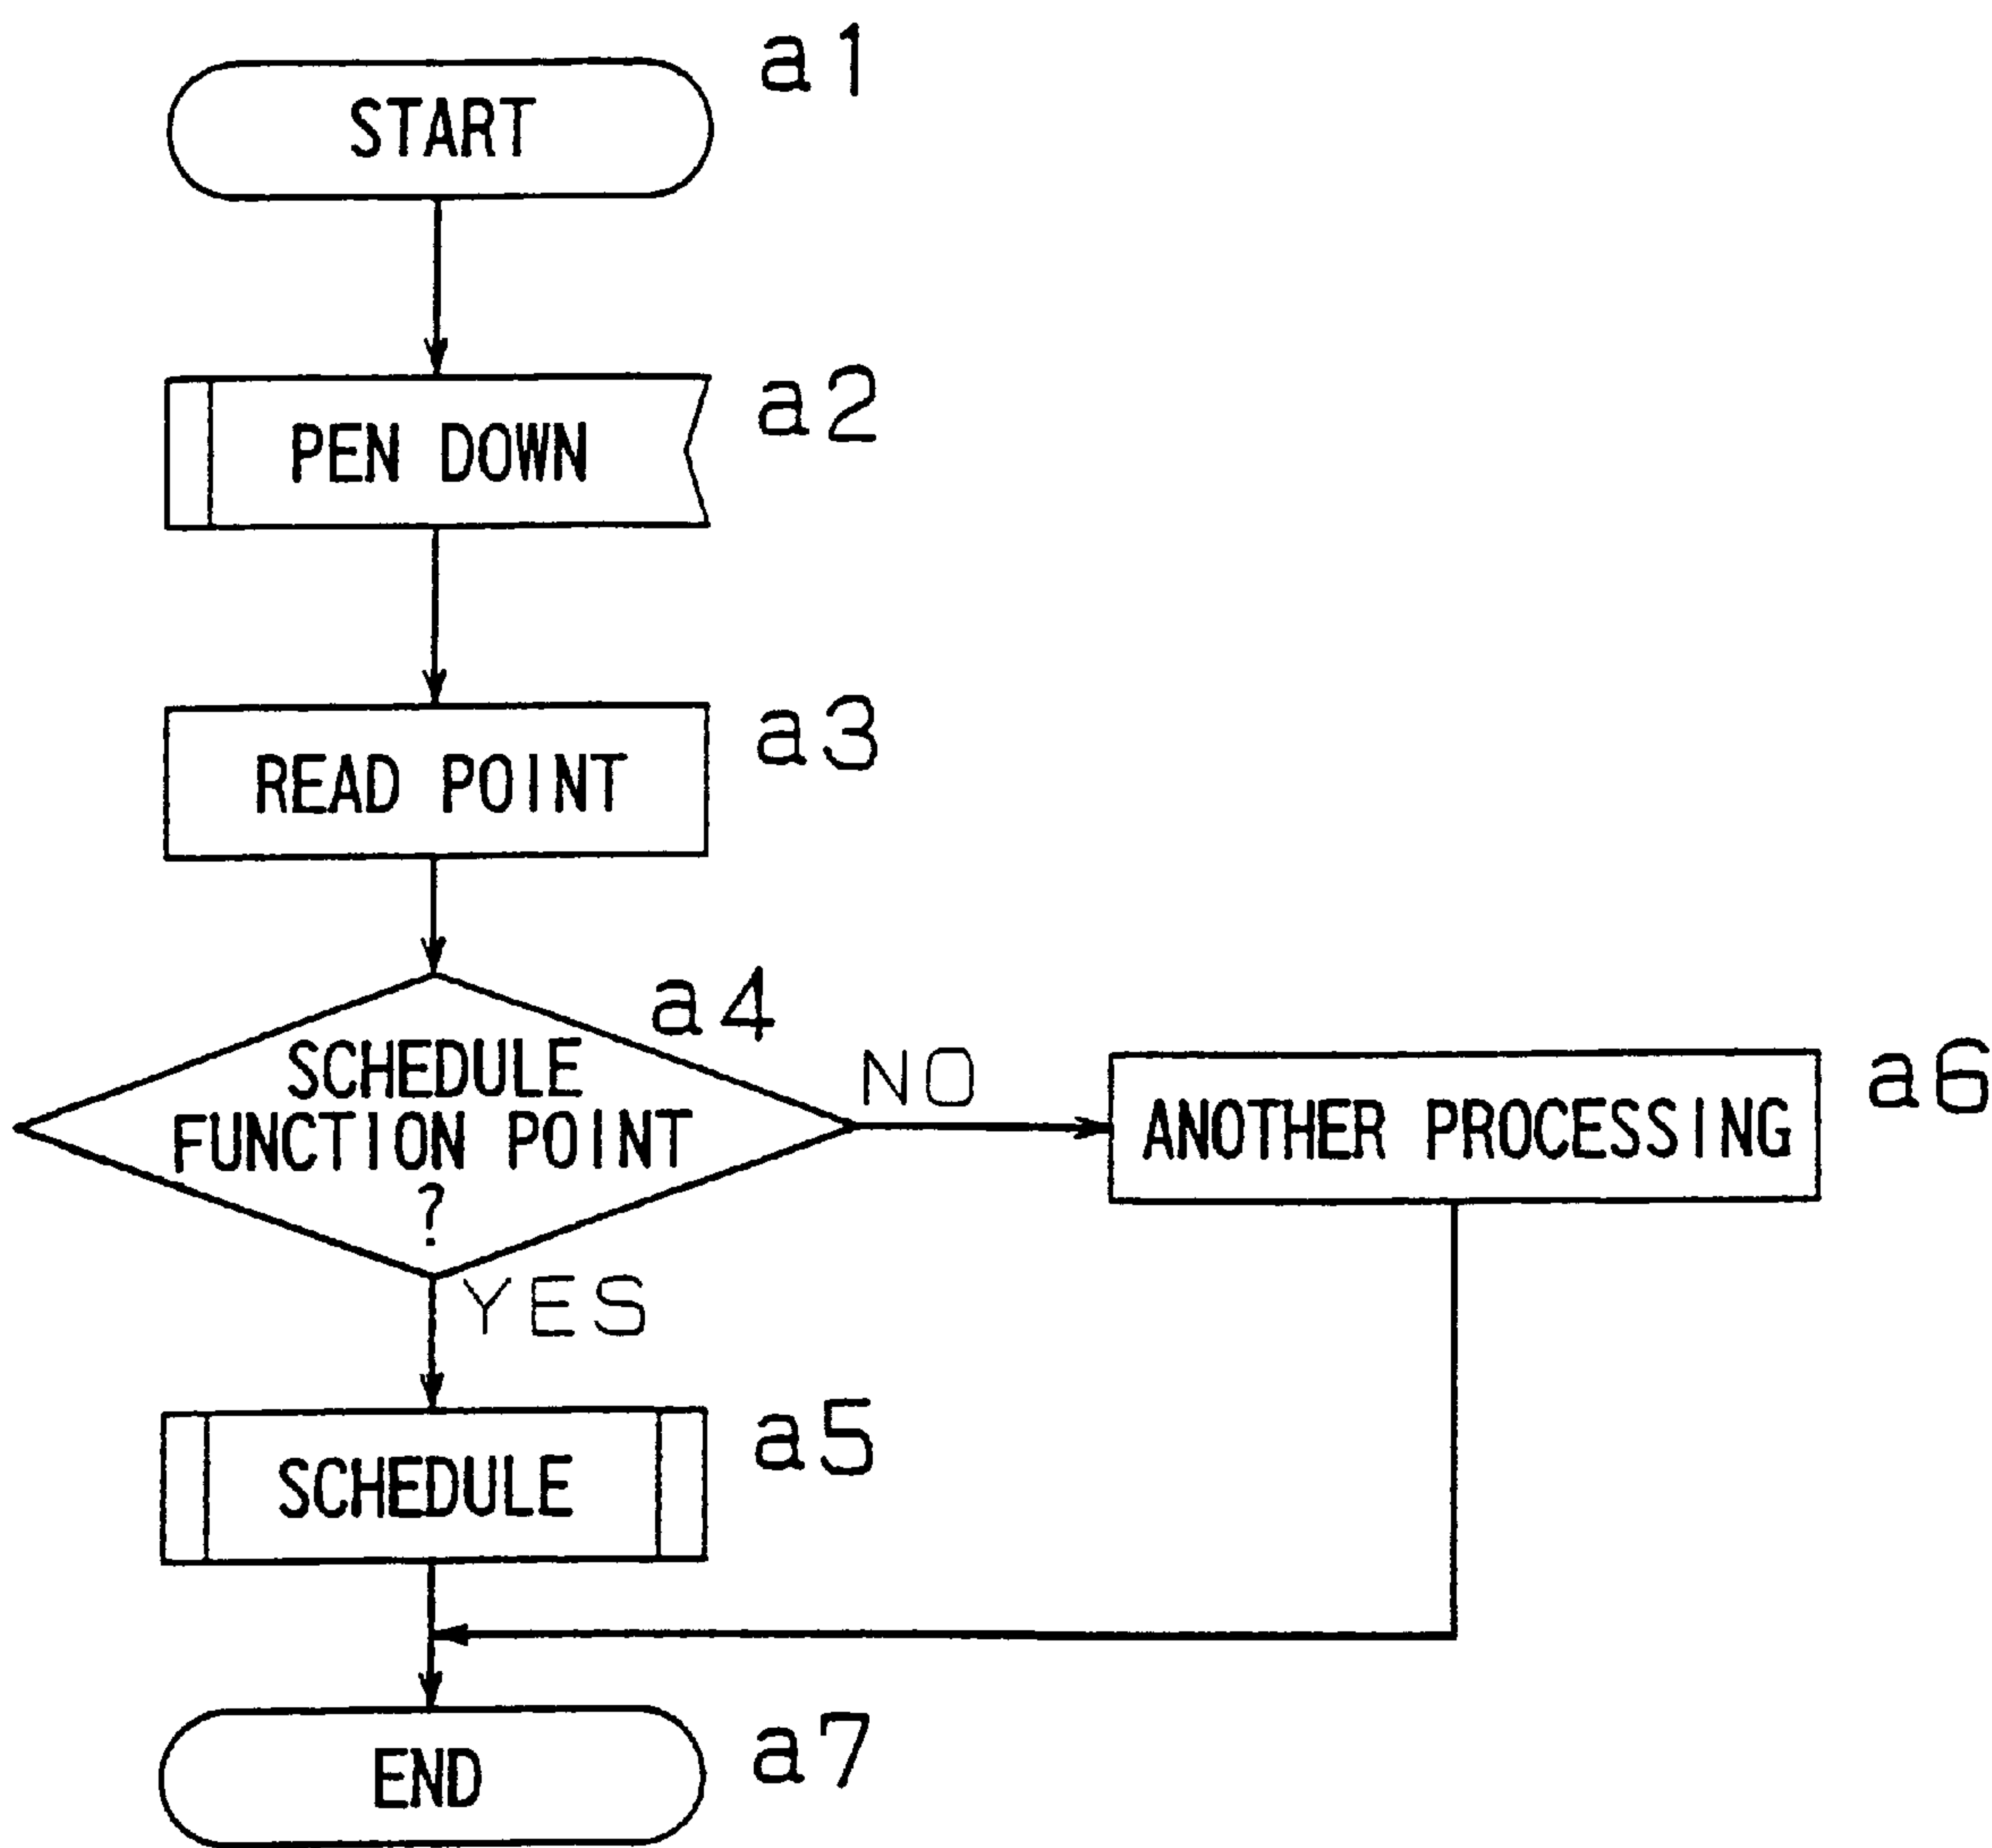 START
a1
PEN DOWN
a2
READ POINT
a3
SCHEDULE
FUNCTION POINT
?
a4
NO
ANOTHER PROCESSING
a6
YES
SCHEDULE
a5
END
a7